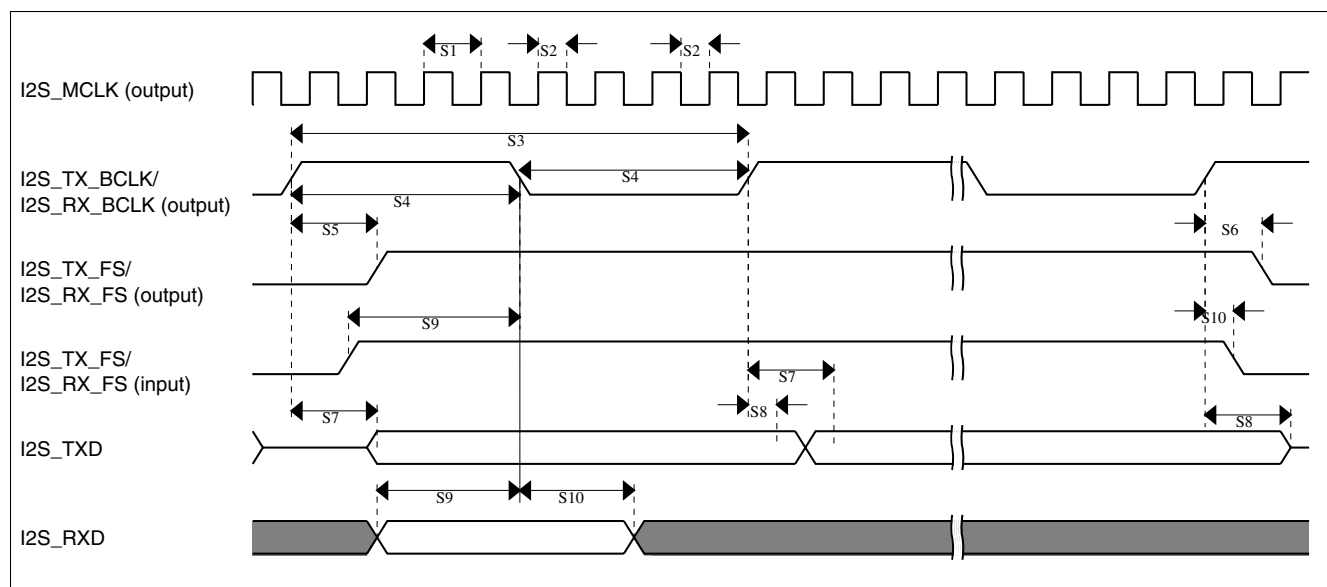 S1
S2
S2
I2S_MCLK (output)
S3
I2S_TX_BCLK/
I2S_RX_BCLK (output)
S4
S4
S5
S6
I2S_TX_FS/
I2S_RX_FS (output)
S9
S10
I2S_TX_FS/
I2S_RX_FS (input)
S7
S7
S8
S8
I2S_TXD
S9
S10
I2S_RXD